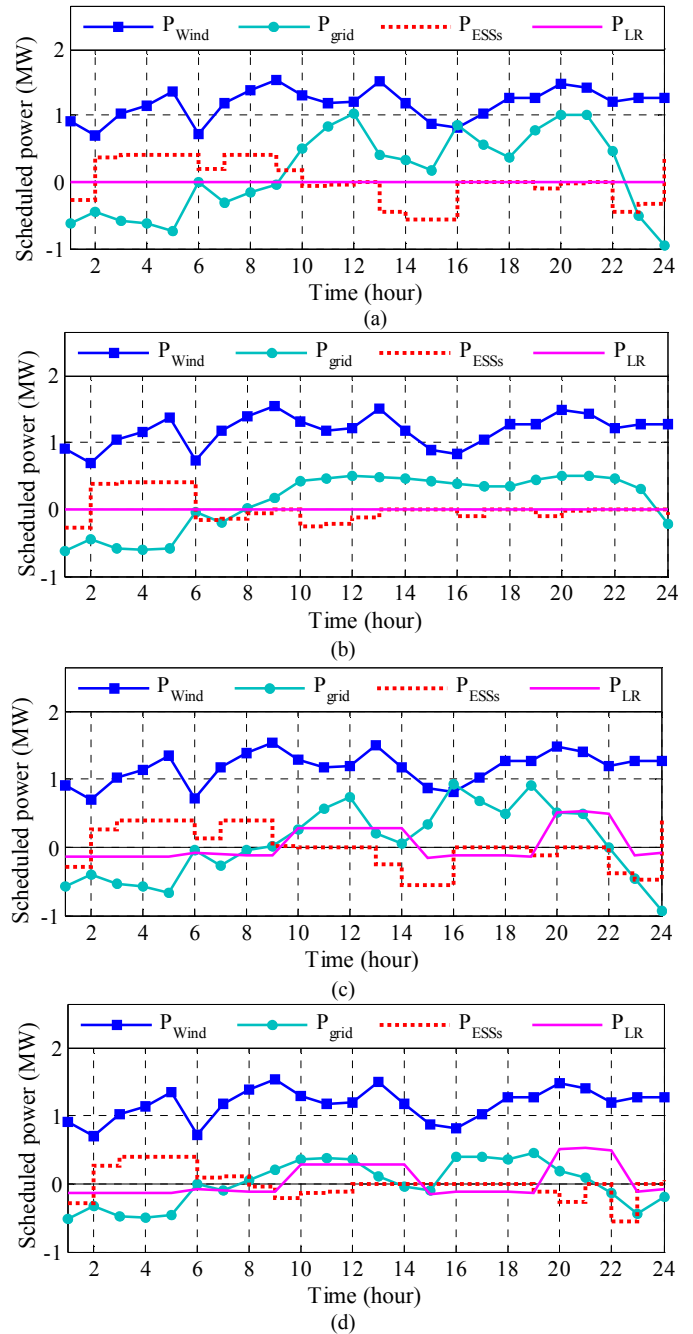 P_Wind P_grid P_ESSs P_LR
Scheduled power (MW)
2
1
0
-1
2 4 6 8 10 12 14 16 18 20 22 24
Time (hour)
(a)
P_Wind P_grid P_ESSs P_LR
Scheduled power (MW)
2
1
0
-1
2 4 6 8 10 12 14 16 18 20 22 24
Time (hour)
(b)
P_Wind P_grid P_ESSs P_LR
Scheduled power (MW)
2
1
0
-1
2 4 6 8 10 12 14 16 18 20 22 24
Time (hour)
(c)
P_Wind P_grid P_ESSs P_LR
Scheduled power (MW)
2
1
0
-1
2 4 6 8 10 12 14 16 18 20 22 24
Time (hour)
(d)